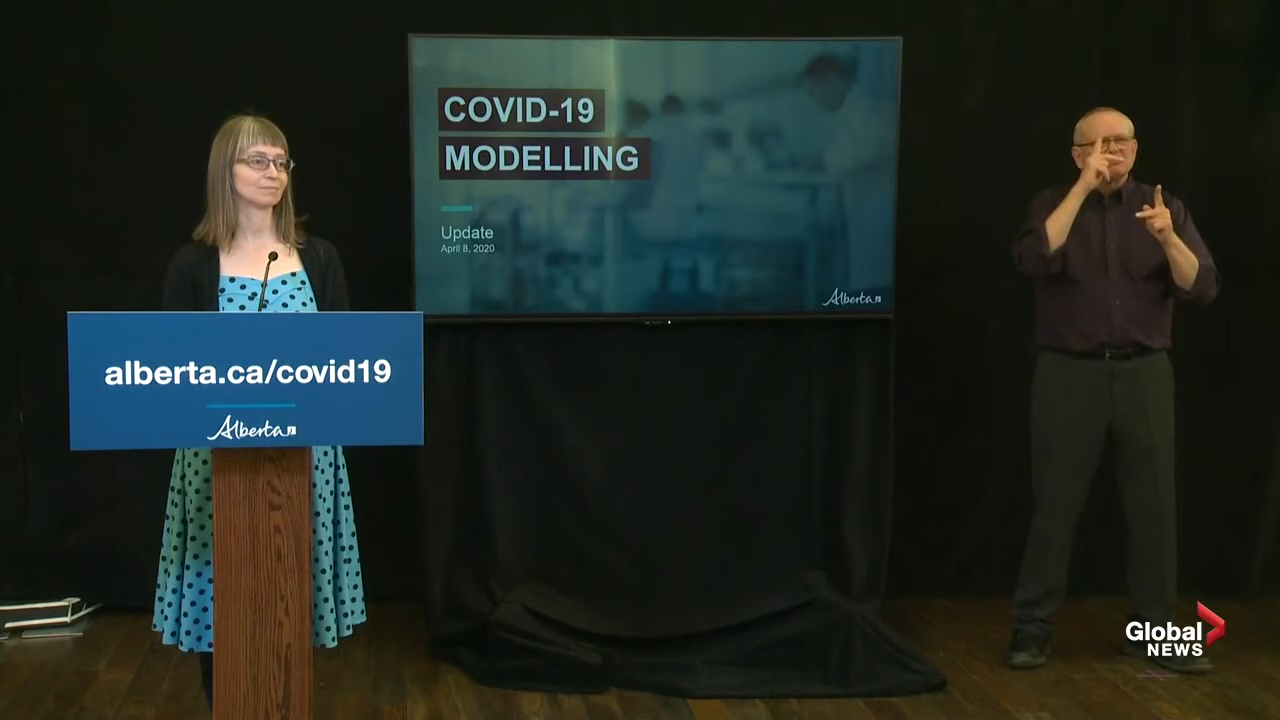 COVID-19
MODELLING
Update
April 8, 2020
Alberta
alberta.ca/covid19
Alberta
Global
NEWS